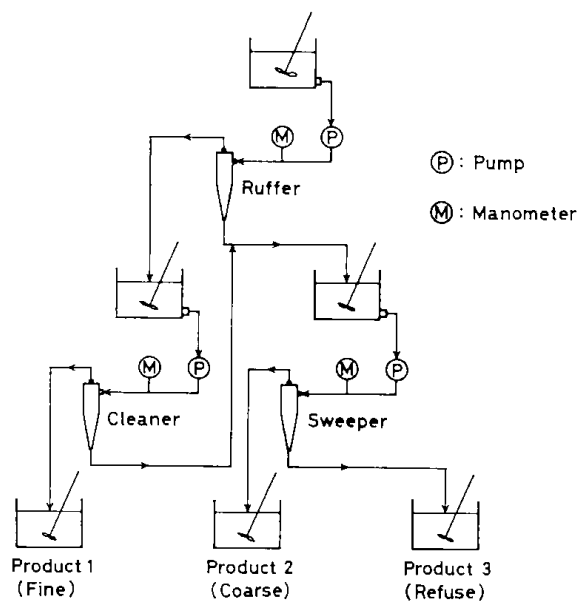 M
P
P : Pump
Ruffer
M : Manometer
M
P
M
P
Cleaner
Sweeper
Product 1
(Fine)
Product 2
(Coarse)
Product 3
(Refuse)